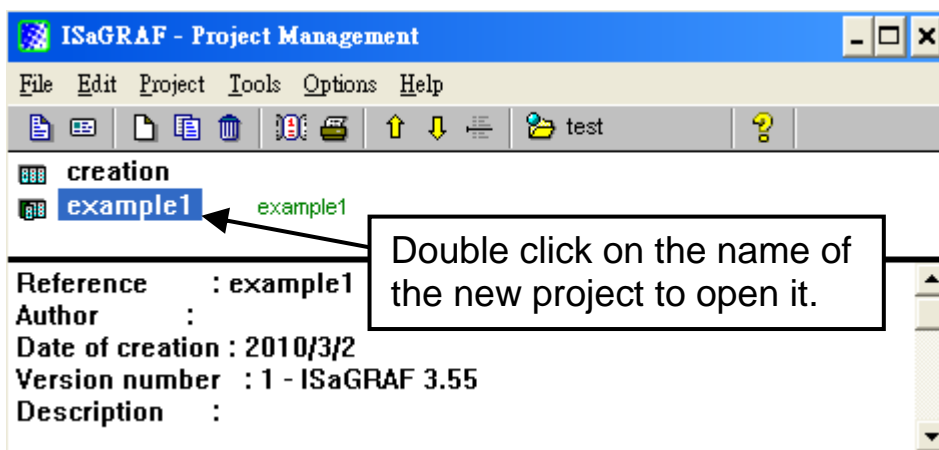 ISaGRAF - Project Management
File Edit Project Tools Options Help
test
creation
example1 example1
Double click on the name of
the new project to open it.
Reference : example1
Author :
Date of creation : 2010/3/2
Version number : 1 - ISaGRAF 3.55
Description :